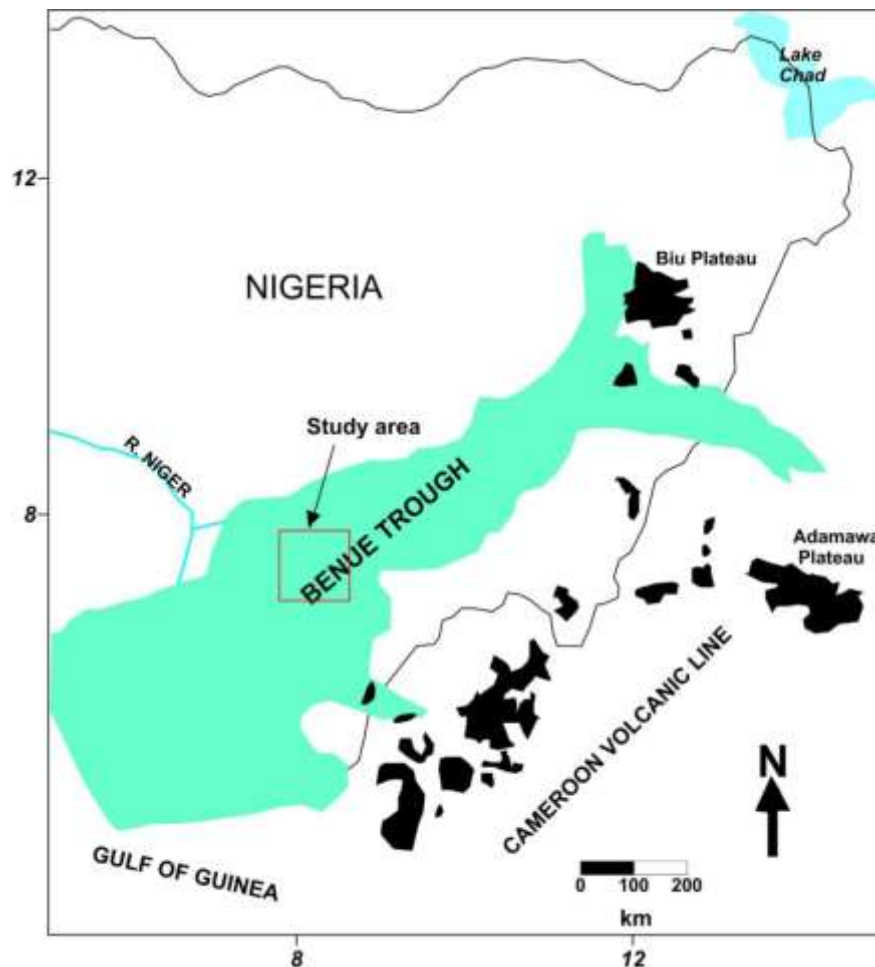 Lake
Chad
12
Biu Plateau
NIGERIA
Study area
R. NIGER
8
BENUE TROUGH
Adamawa
Plateau
CAMEROON VOLCANIC LINE
N
GULF OF GUINEA
0 100 200
km
8 12